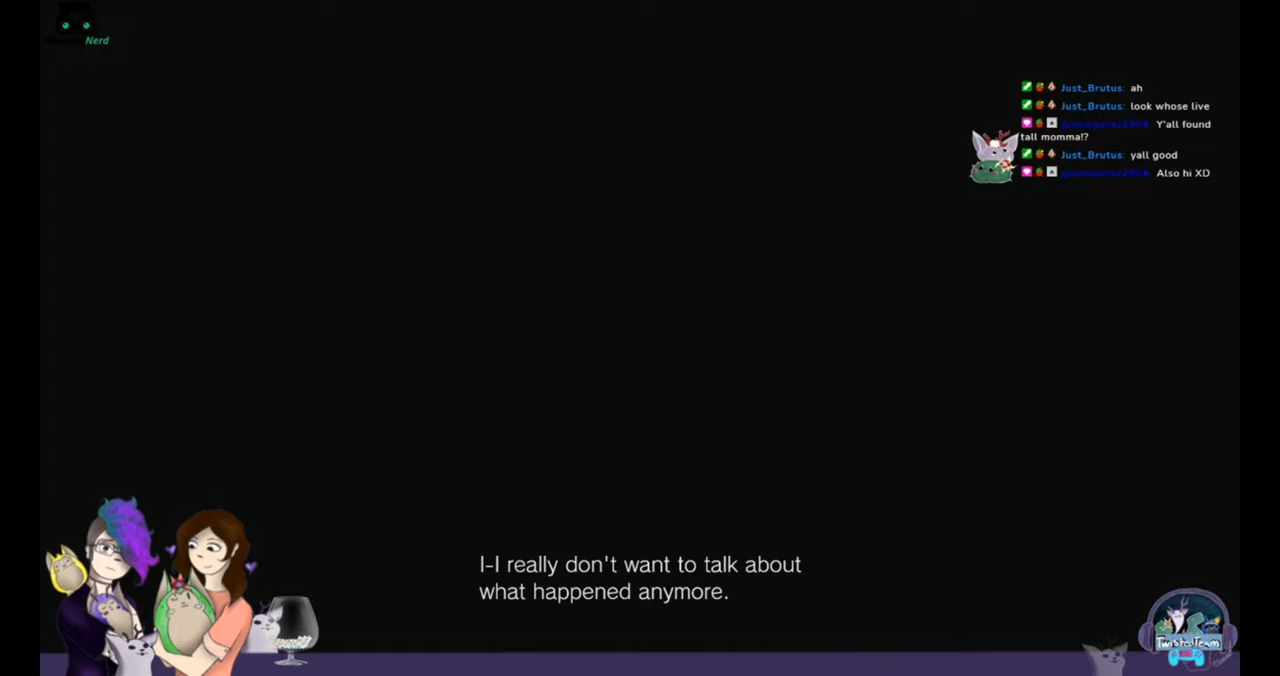 Nerd
Just_Brutus: ah
Just_Brutus: look whose live
Y'all found
tall momma!?
Just_Brutus: yall good
Also hi XD
I-I really don't want to talk about
what happened anymore.
TwistedTeam